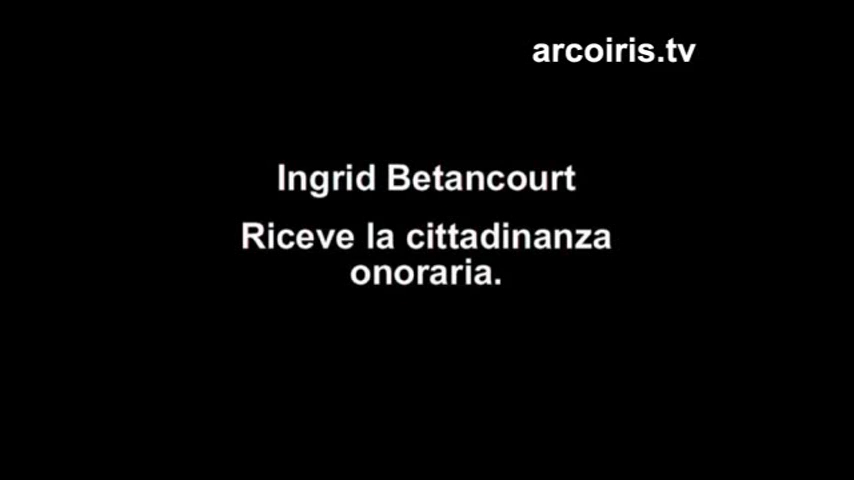 arcoiris.tv
Ingrid Betancourt
Riceve la cittadinanza
onoraria.